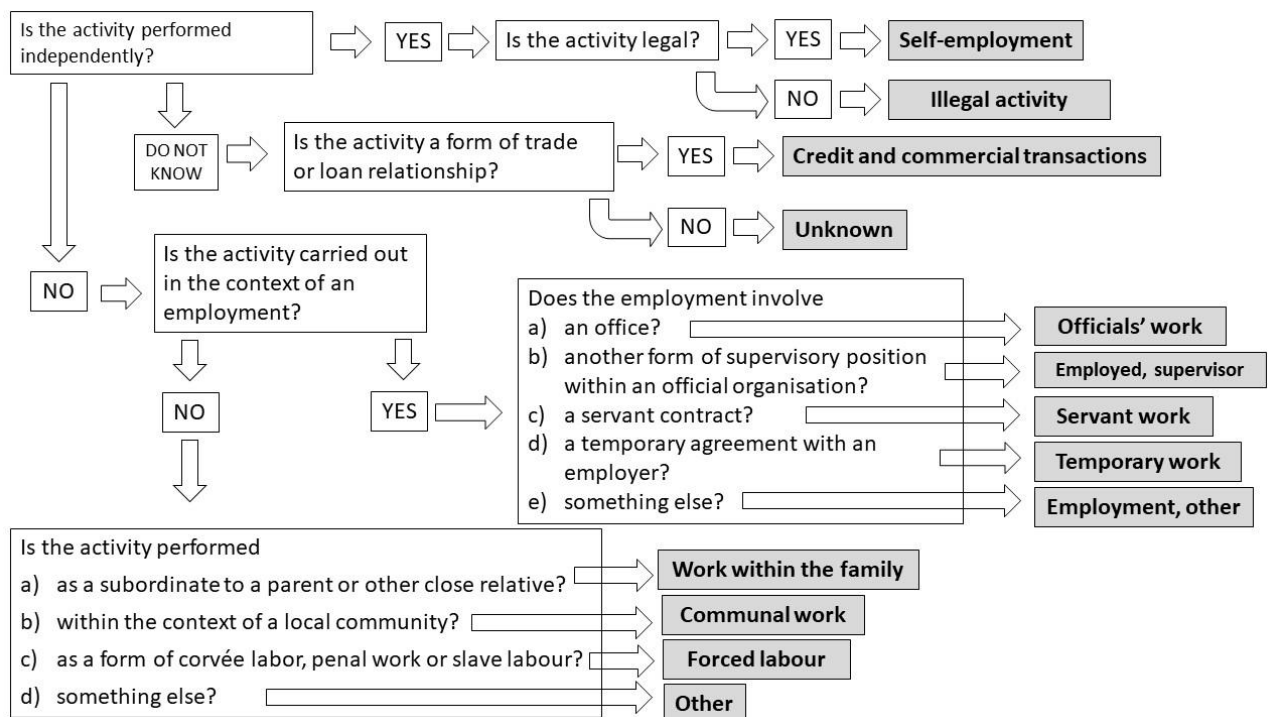 Is the activity performed
independently?
YES
Is the activity legal?
YES
Self-employment
NO
Illegal activity
DO NOT
KNOW
Is the activity a form of trade
or loan relationship?
YES
Credit and commercial transactions
NO
Unknown
NO
Is the activity carried out
in the context of an
employment?
NO
YES
Does the employment involve
a) an office?
Officials' work
b) another form of supervisory position
within an official organisation?
Employed, supervisor
c) a servant contract?
Servant work
d) a temporary agreement with an
employer?
Temporary work
e) something else?
Employment, other
Is the activity performed
a) as a subordinate to a parent or other close relative?
Work within the family
b) within the context of a local community?
Communal work
c) as a form of corvée labor, penal work or slave labour?
Forced labour
d) something else?
Other